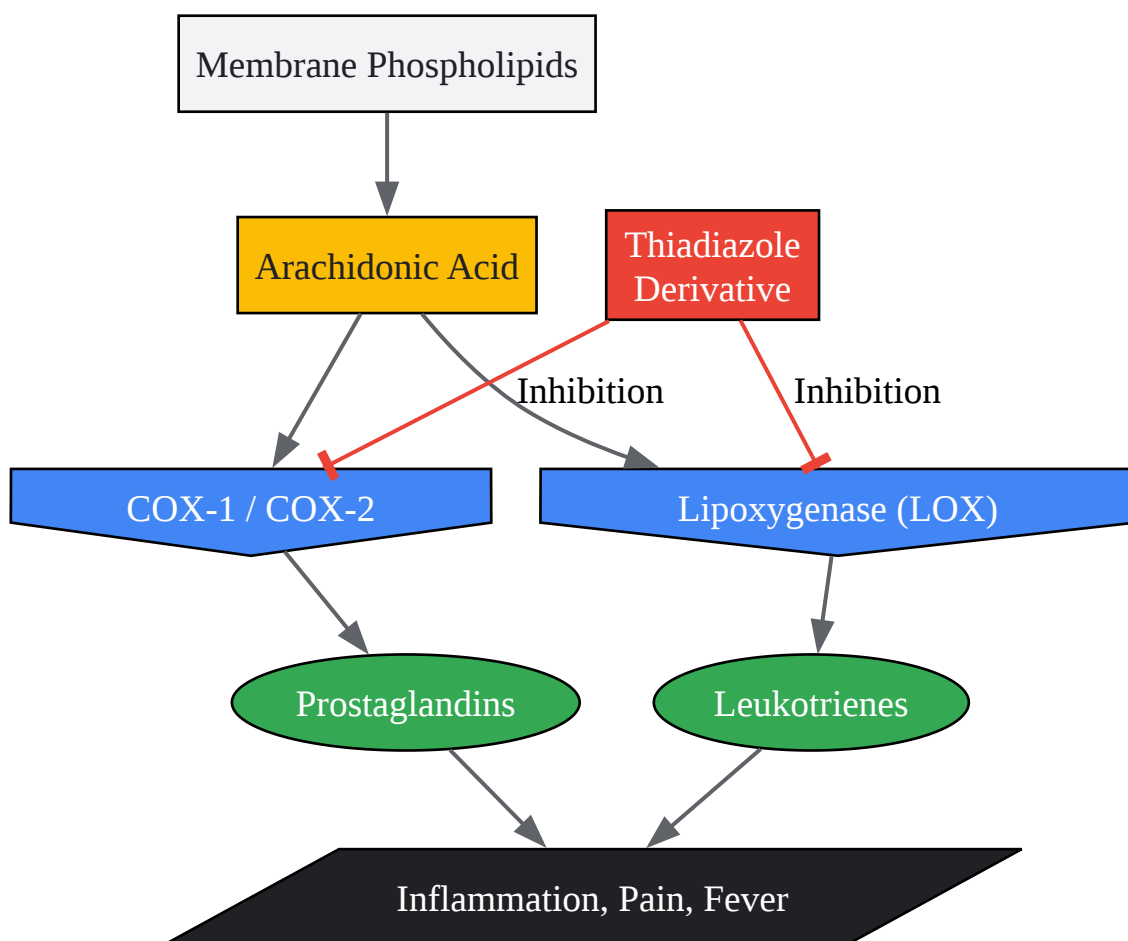 Membrane Phospholipids
Arachidonic Acid
Thiadiazole
Derivative
Inhibition
Inhibition
COX-1 / COX-2
Lipoxygenase (LOX)
Prostaglandins
Leukotrienes
Inflammation, Pain, Fever